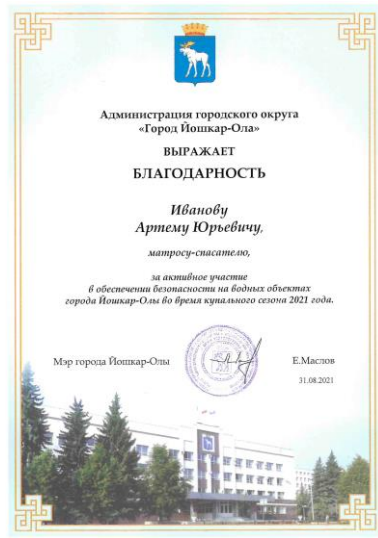 Администрация городского округа
«Город Йошкар-Ола»
ВЫРАЖАЕТ
БЛАГОДАРНОСТЬ
Иванову
Артему Юрьевичу,
матросу-спасателю,
за активное участие
в обеспечении безопасности на водных объектах
города Йошкар-Олы во время купального сезона 2021 года.
Мэр города Йошкар-Олы
Е.Маслов
31.08.2021